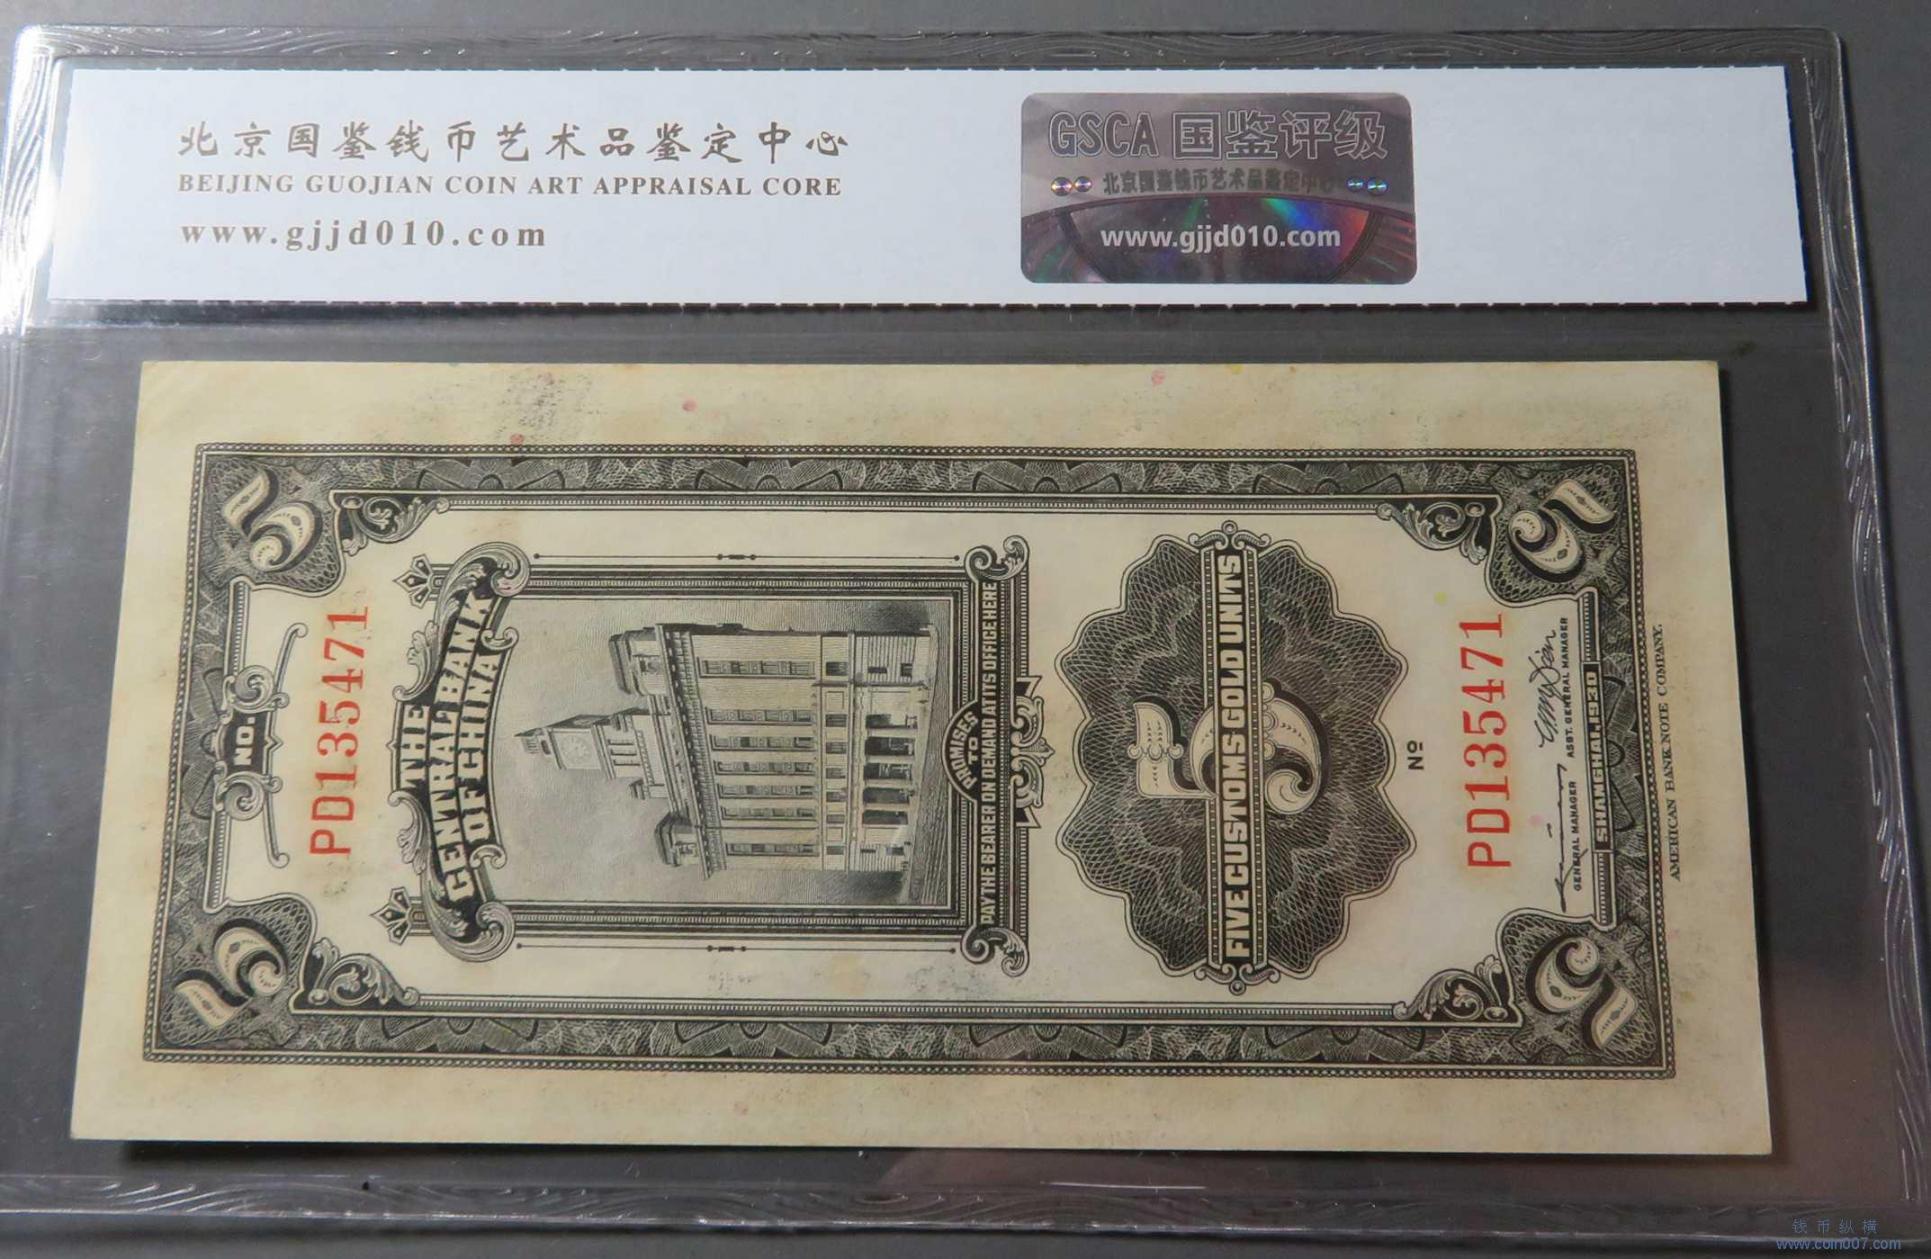 北京国鉴钱币艺术品鉴定中心
BEIJING GUOJIAN COIN ART APPRAISAL CORE
www.gjjd010.com
GSCA 国鉴评级
北京国鉴钱币艺术品鉴定中心
www.gjjd010.com
5
5
NO.
PD135471
THE
CENTRAL BANK
OF CHINA
PROMISES
TO
PAY THE BEARER ON DEMAND AT ITS OFFICE HERE
5
FIVE CUSTOMS GOLD UNITS
Nº
PD135471
GENERAL MANAGER
ASST. GENERAL MANAGER
SHANGHAI, 1930
5
5
AMERICAN BANK NOTE COMPANY.
钱币纵横
www.coin007.com